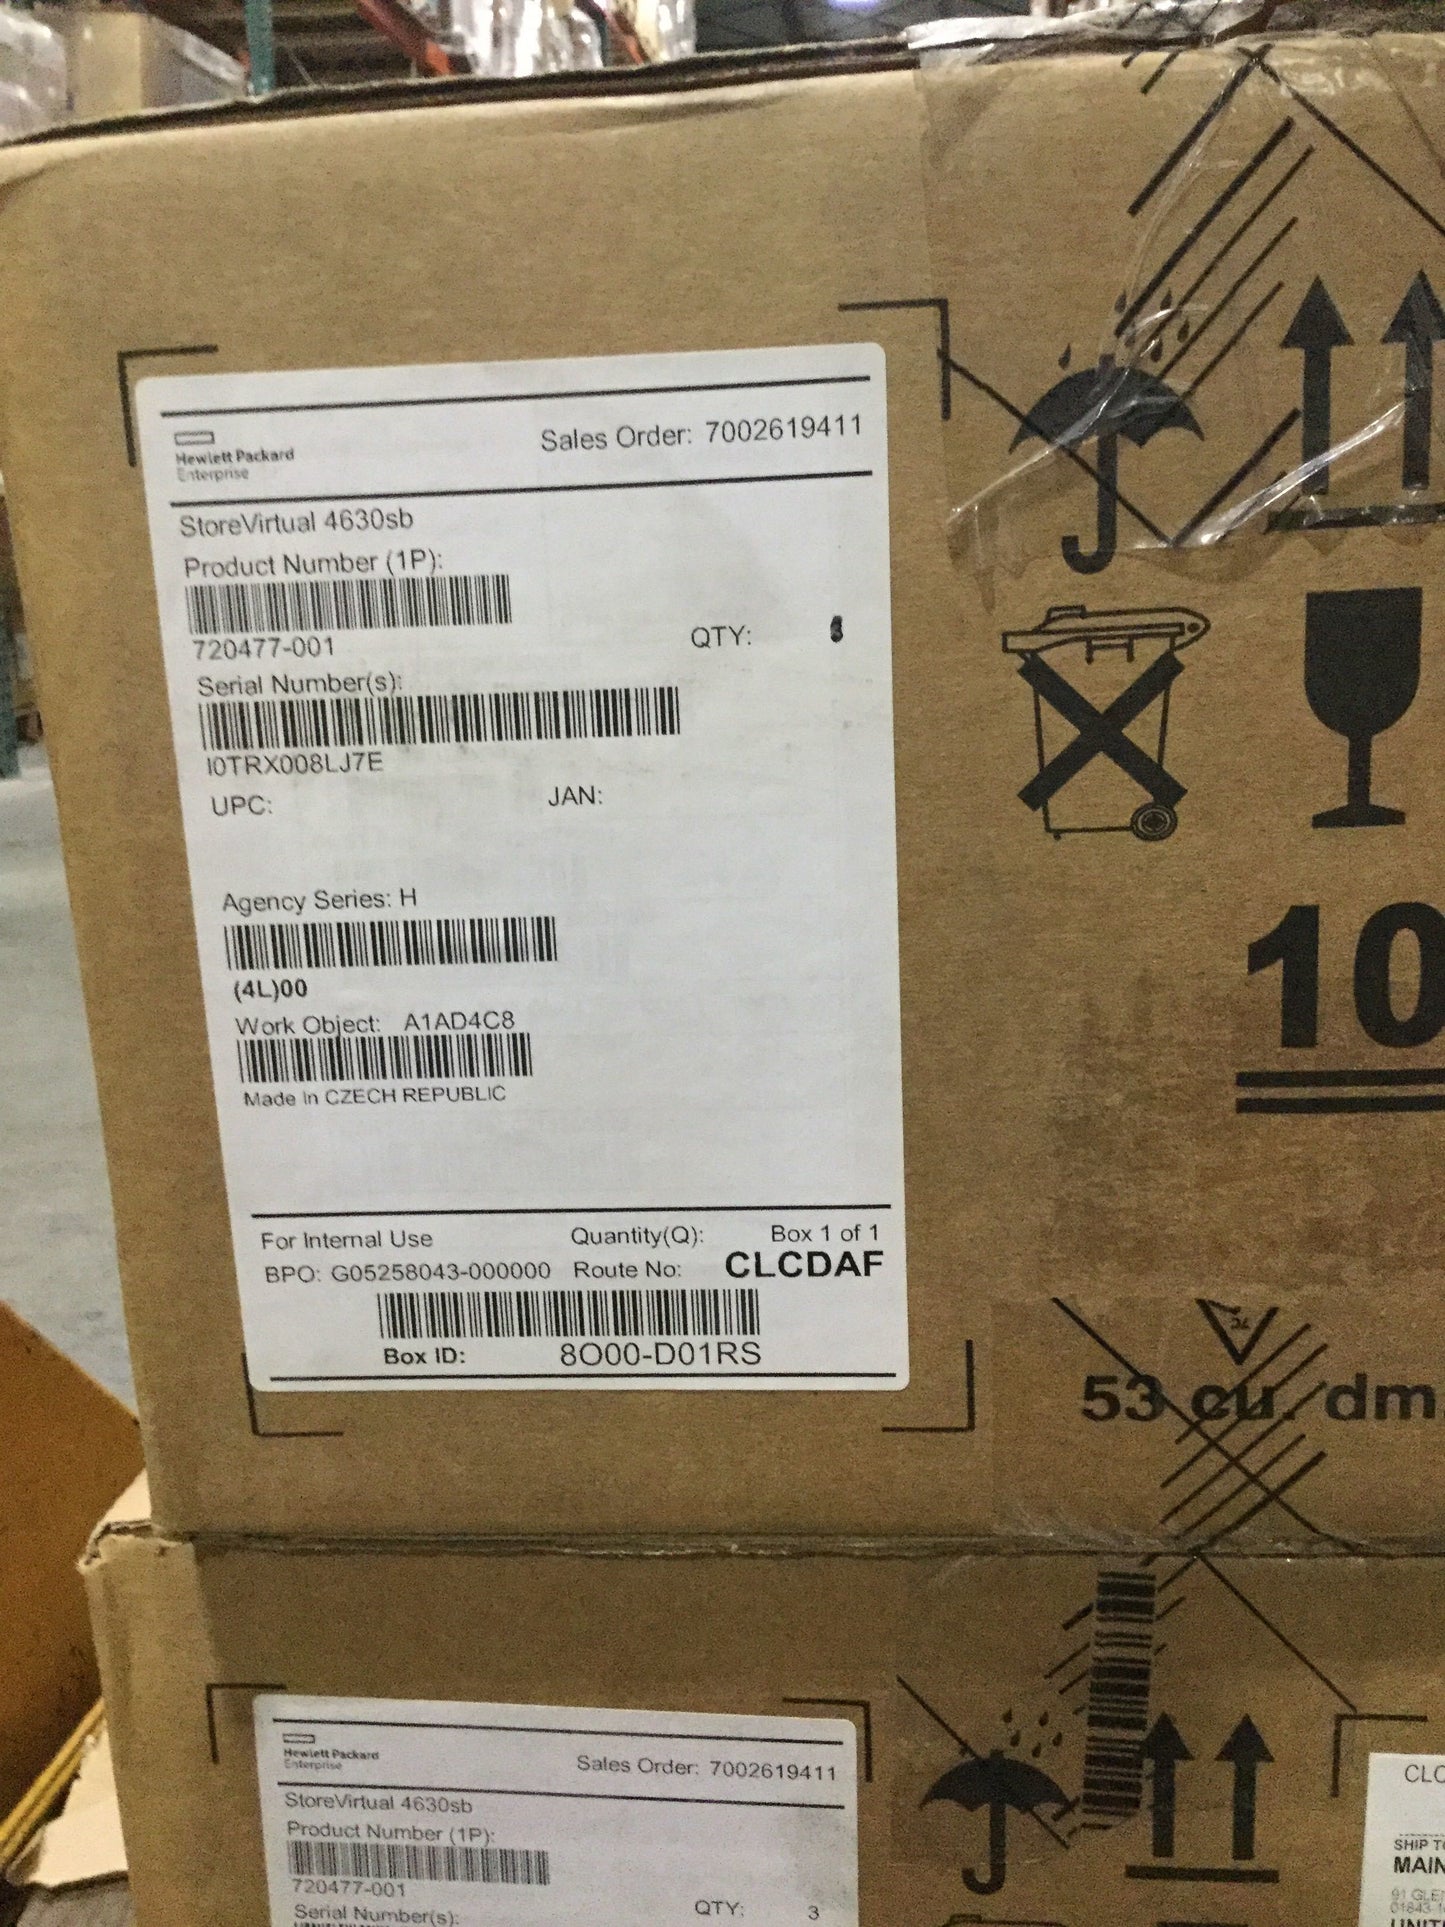 Hewlett Packard
Enterprise
Sales Order: 7002619411
StoreVirtual 4630sb
Product Number (1P):
720477-001
QTY:
Serial Number(s):
I0TRX008LJ7E
UPC:
JAN:
Agency Series: H
(4L)00
Work Object: A1AD4C8
Made In CZECH REPUBLIC
For Internal Use
Quantity(Q):
Box 1 of 1
BPO: G05258043-000000
Route No:
CLCDAF
Box ID:
8O00-D01RS
10
53 cu. dm
Hewlett Packard
Enterprise
Sales Order: 7002619411
StoreVirtual 4630sb
Product Number (1P):
720477-001
QTY: 3
Serial Number(s):
SHIP
MAIN